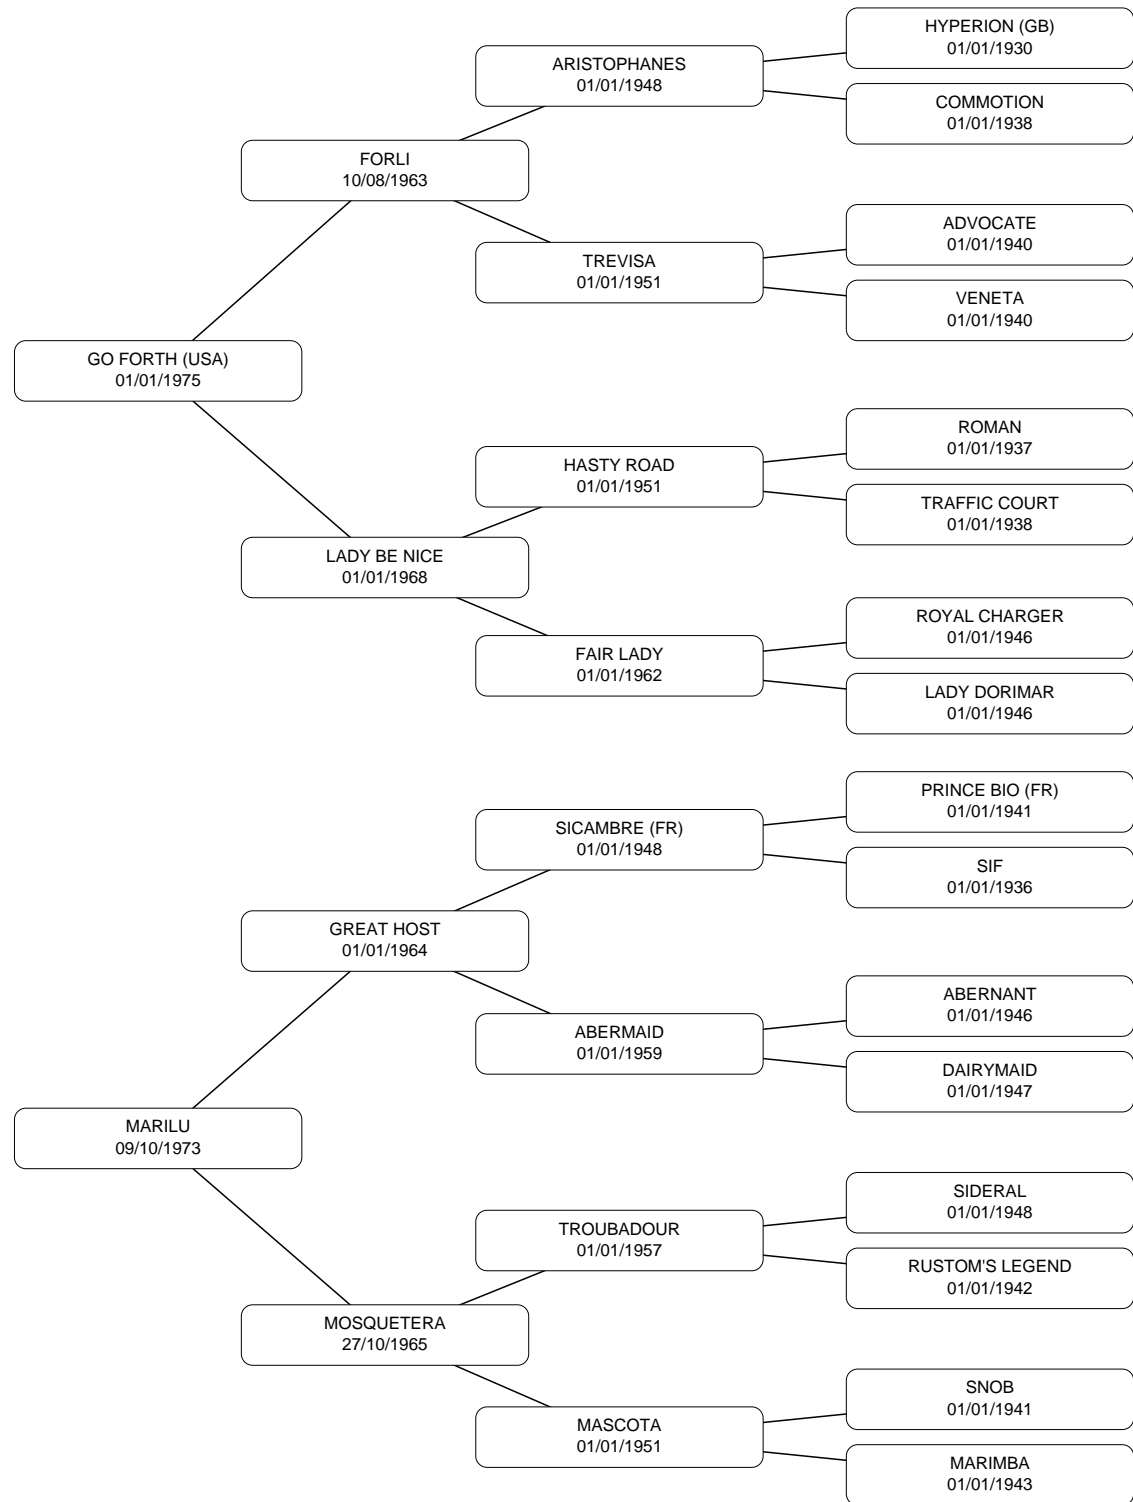 HYPERION (GB)
01/01/1930
ARISTOPHANES
01/01/1948
COMMOTION
01/01/1938
FORLI
10/08/1963
ADVOCATE
01/01/1940
TREVISA
01/01/1951
VENETA
01/01/1940
GO FORTH (USA)
01/01/1975
ROMAN
01/01/1937
HASTY ROAD
01/01/1951
TRAFFIC COURT
01/01/1938
LADY BE NICE
01/01/1968
ROYAL CHARGER
01/01/1946
FAIR LADY
01/01/1962
LADY DORIMAR
01/01/1946
PRINCE BIO (FR)
01/01/1941
SICAMBRE (FR)
01/01/1948
SIF
01/01/1936
GREAT HOST
01/01/1964
ABERNANT
01/01/1946
ABERMAID
01/01/1959
DAIRYMAID
01/01/1947
MARILU
09/10/1973
SIDERAL
01/01/1948
TROUBADOUR
01/01/1957
RUSTOM'S LEGEND
01/01/1942
MOSQUETERA
27/10/1965
SNOB
01/01/1941
MASCOTA
01/01/1951
MARIMBA
01/01/1943